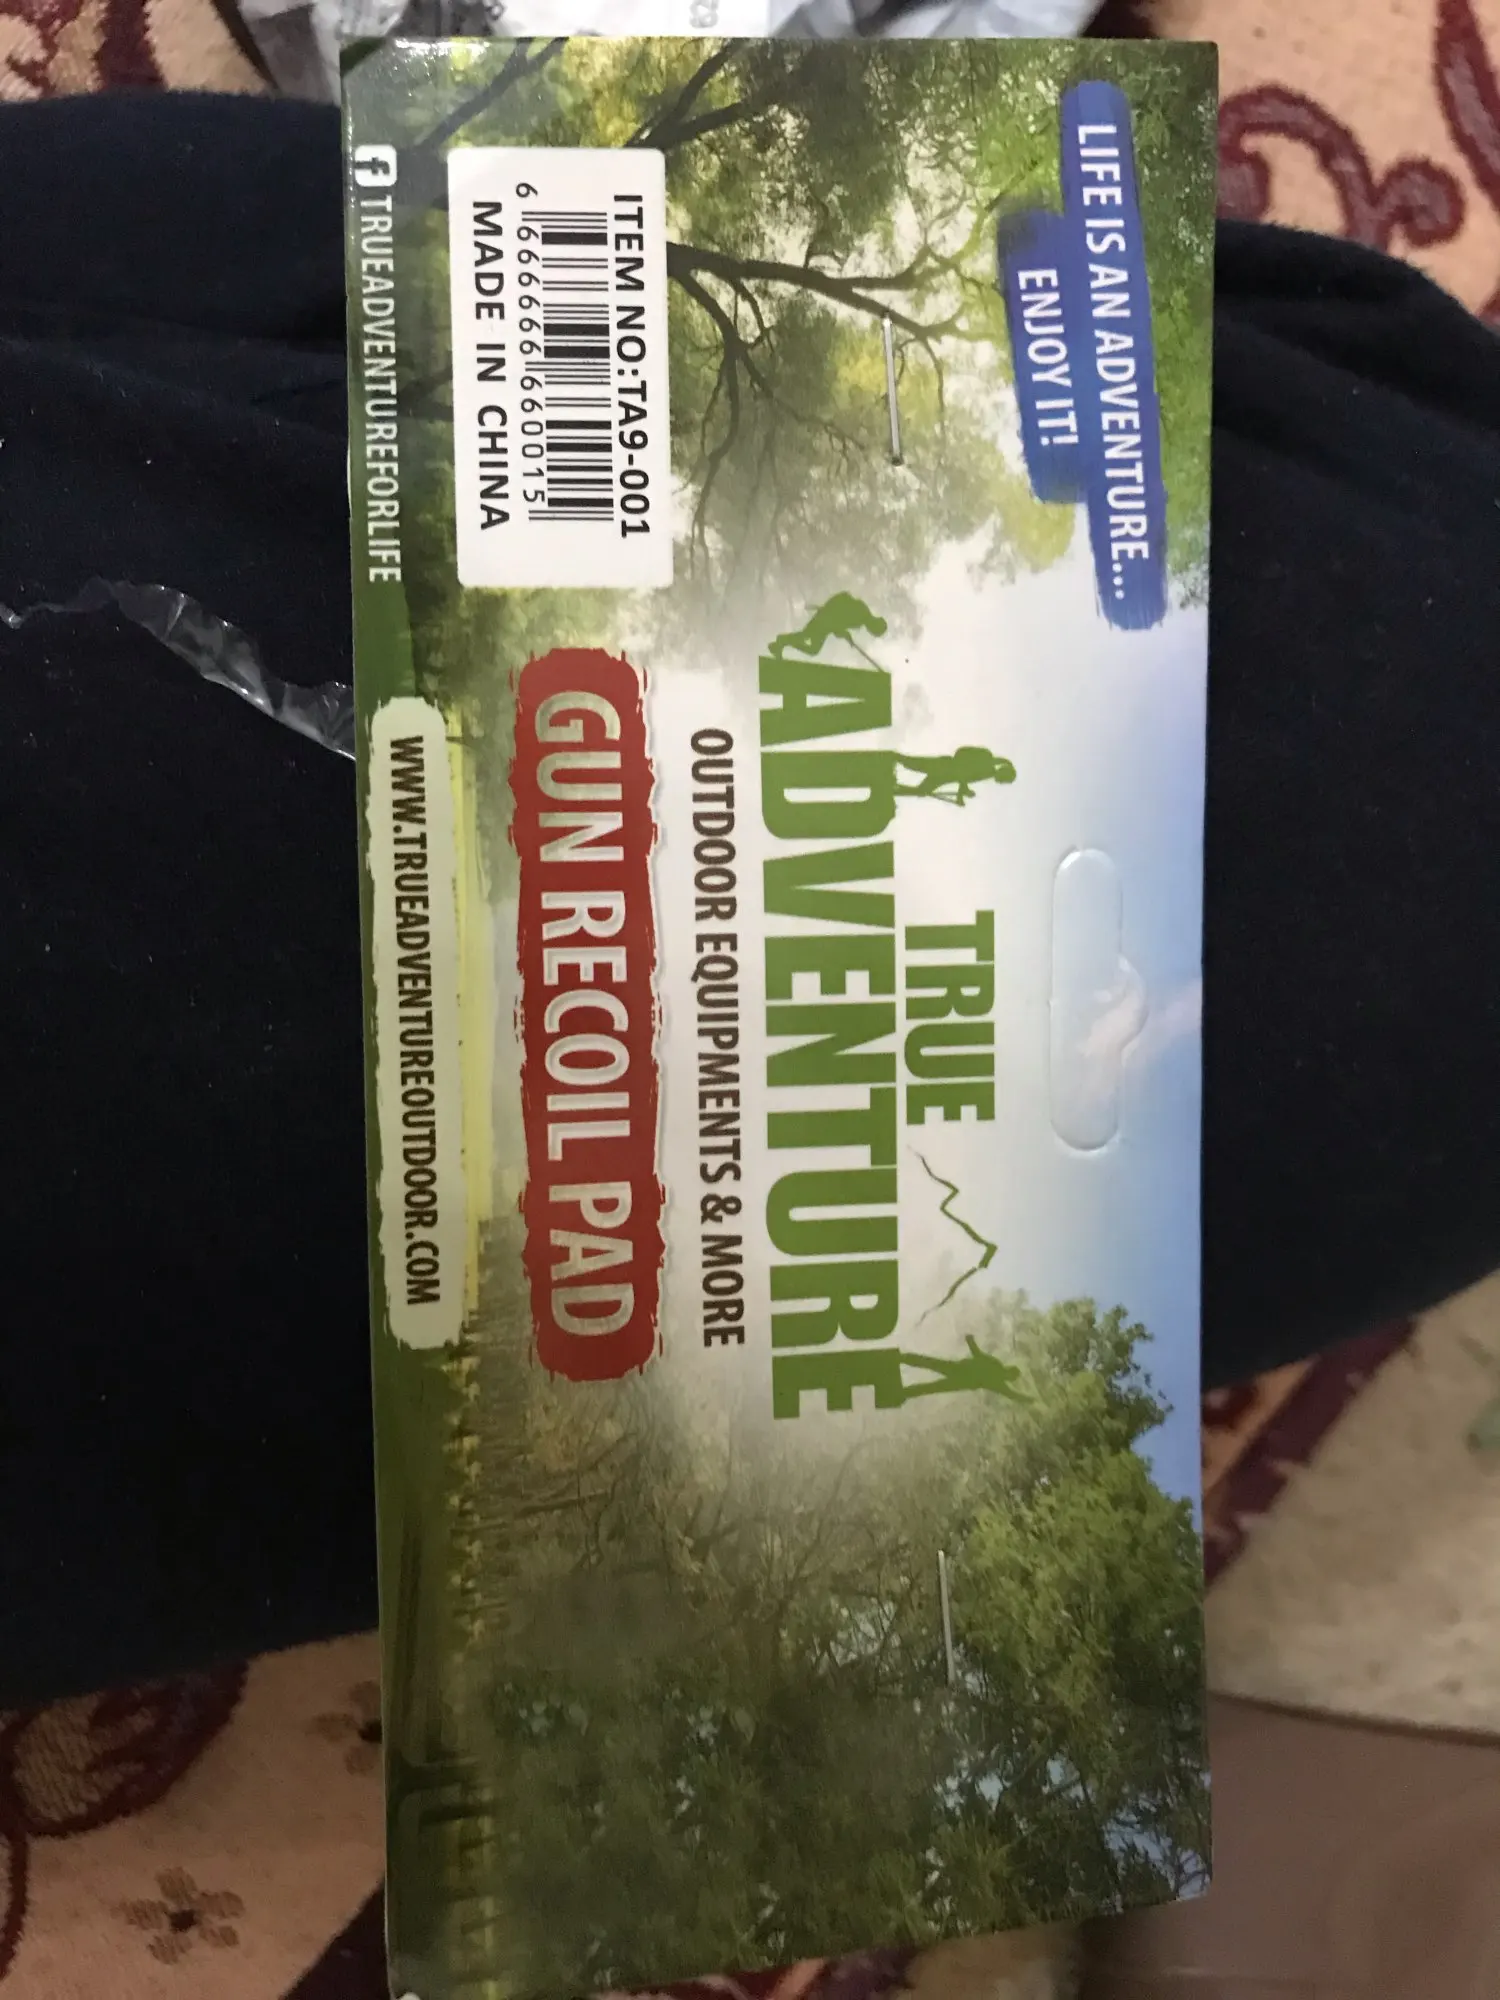 LIFE IS AN ADVENTURE...
ENJOY IT!
TRUE
ADVENTURE
OUTDOOR EQUIPMENTS & MORE
GUN RECOIL PAD
ITEM NO:TA9-001
6 166666 660015
MADE IN CHINA
f TRUEADVENTUREFORLIFE
WWW.TRUEADVENTUREOUTDOOR.COM